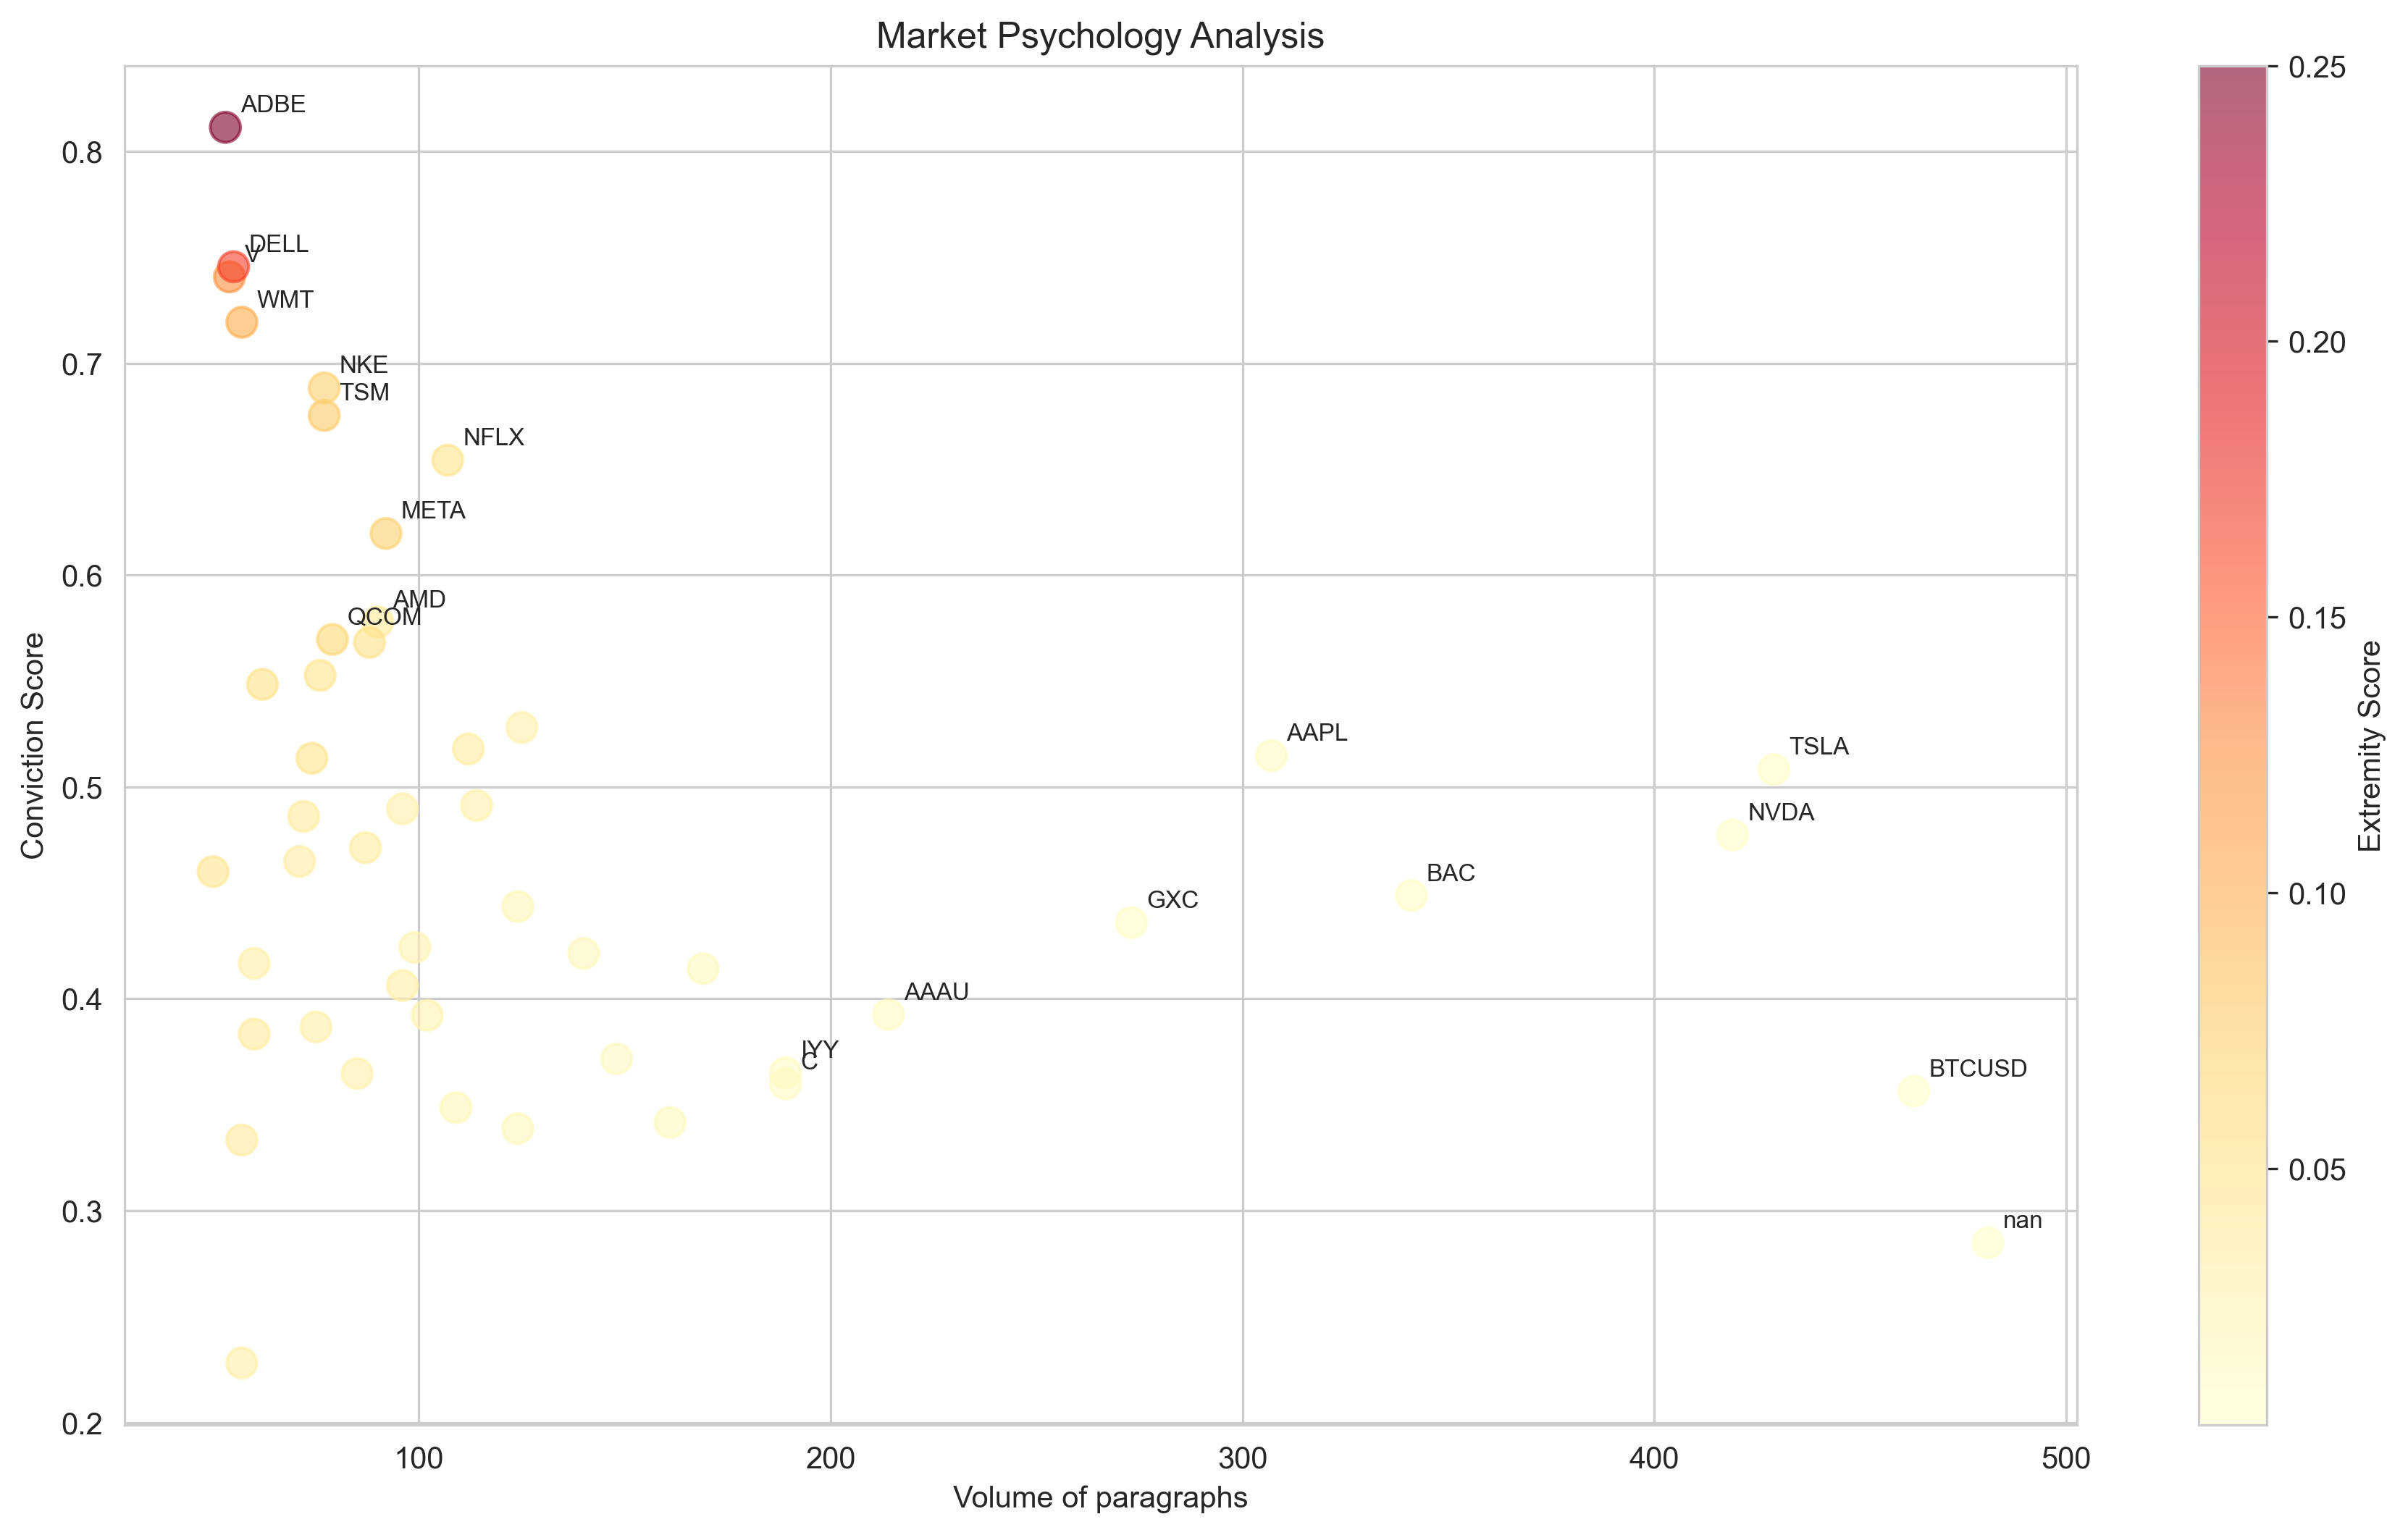 Market Psychology Analysis
ADBE
DELL
V
WMT
NKE
TSM
NFLX
META
AMD
QCOM
AAPL
TSLA
NVDA
BAC
GXC
AAAU
IYY
C
BTCUSD
nan
0.8
0.7
0.6
0.5
0.4
0.3
0.2
Conviction Score
100
200
300
400
500
Volume of paragraphs
0.25
0.20
0.15
0.10
0.05
Extremity Score